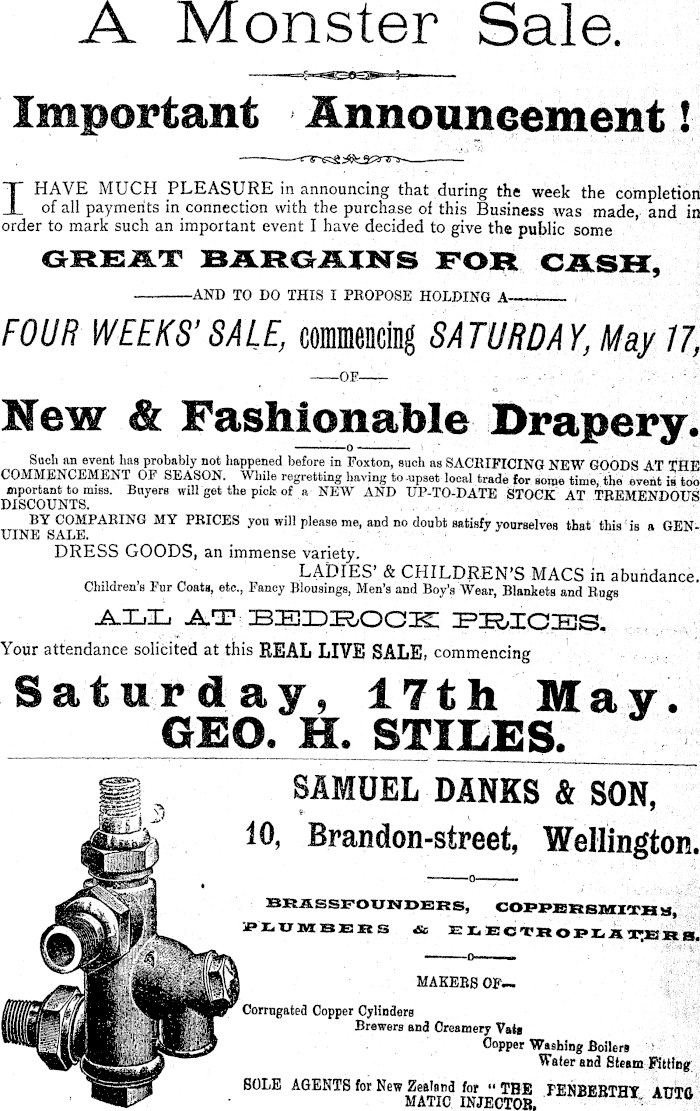 A Monster Sale.
Important Announcement !
I HAVE MUCH PLEASURE in announcing that during the week the completion
of all payments in connection with the purchase of this Business was made, and in
order to mark such an important event I have decided to give the public some
GREAT BARGAINS FOR CASH,
——AND TO DO THIS I PROPOSE HOLDING A——
FOUR WEEKS' SALE, commencing SATURDAY, May 17,
——OF——
New & Fashionable Drapery.
——o——
Such an event has probably not happened before in Foxton, such as SACRIFICING NEW GOODS AT THE
COMMENCEMENT OF SEASON. While regretting having to upset local trade for some time, the event is too
mportant to miss. Buyers will get the pick of a NEW AND UP-TO-DATE STOCK AT TREMENDOUS
DISCOUNTS.
BY COMPARING MY PRICES you will please me, and no doubt satisfy yourselves that this is a GEN-
UINE SALE.
DRESS GOODS, an immense variety.
LADIES' & CHILDREN'S MACS in abundance.
Children's Fur Coats, etc., Fancy Blousings, Men's and Boy's Wear, Blankets and Rugs
ALL AT BEDROCK PRICES.
Your attendance solicited at this REAL LIVE SALE, commencing
Saturday, 17th May.
GEO. H. STILES.
SAMUEL DANKS & SON,
10, Brandon-street, Wellington.
——o——
BRASSFOUNDERS, COPPERSMITHS,
PLUMBERS & ELECTROPLATERS.
——o——
MAKERS OF—
Corrugated Copper Cylinders
Brewers and Creamery Vats
Copper Washing Boilers
Water and Steam Fitting
SOLE AGENTS for New Zealand for "THE PENBERTHY AUTO
MATIC INJECTOR.